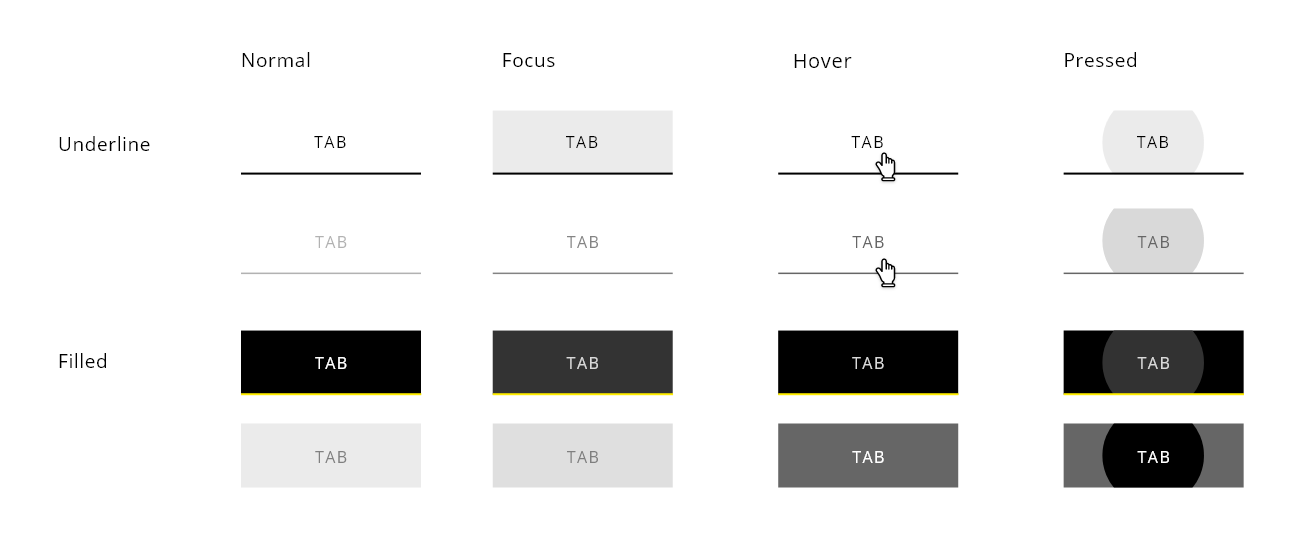 Normal Focus Hover Pressed
Underline TAB TAB TAB TAB
TAB TAB TAB TAB
Filled TAB TAB TAB TAB
TAB TAB TAB TAB